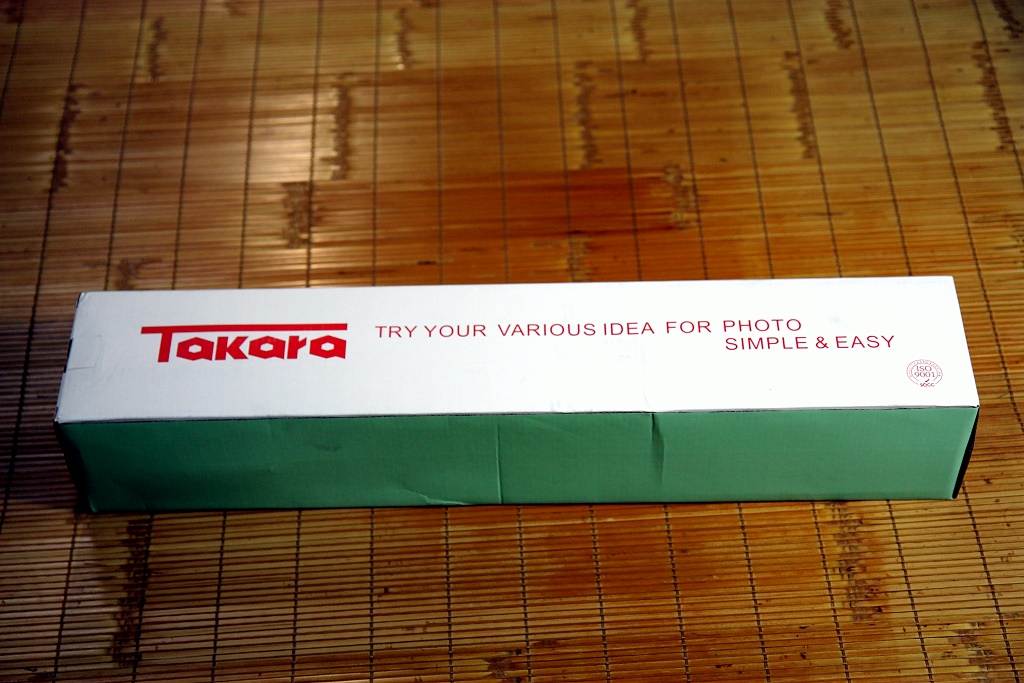 Takara
TRY YOUR VARIOUS IDEA FOR PHOTO
SIMPLE & EASY
ISO
9001